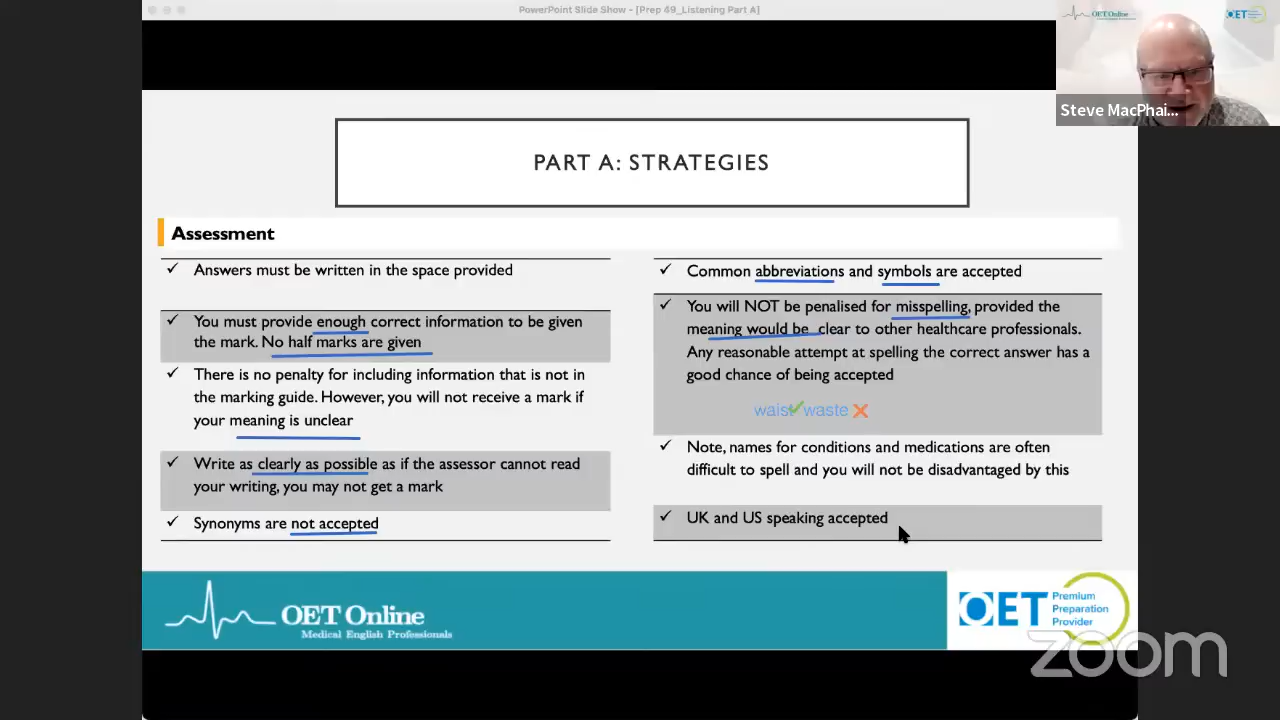 PowerPoint Slide Show - [Prep 49_Listening Part A]
OET Online
OET
Steve MacPhai...
PART A: STRATEGIES
Assessment
✓ Answers must be written in the space provided
✓ You must provide enough correct information to be given
the mark. No half marks are given
✓ There is no penalty for including information that is not in
the marking guide. However, you will not receive a mark if
your meaning is unclear
✓ Write as clearly as possible as if the assessor cannot read
your writing, you may not get a mark
✓ Synonyms are not accepted
✓ Common abbreviations and symbols are accepted
✓ You will NOT be penalised for misspelling, provided the
meaning would be clear to other healthcare professionals.
Any reasonable attempt at spelling the correct answer has a
good chance of being accepted
waist✓ waste ✗
✓ Note, names for conditions and medications are often
difficult to spell and you will not be disadvantaged by this
✓ UK and US speaking accepted
OET Online
Medical English Professionals
OET
Premium
Preparation
Provider
zoom